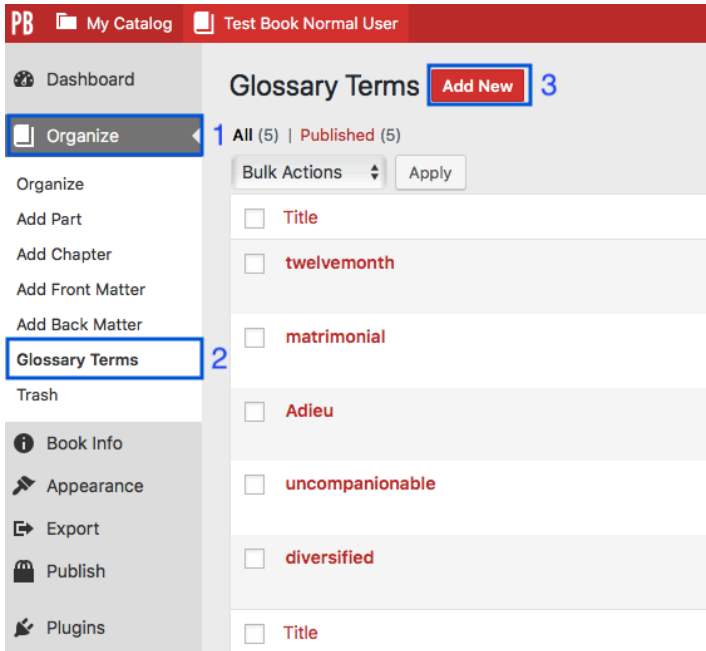 PB My Catalog Test Book Normal User
Dashboard
Organize 1
Organize
Add Part
Add Chapter
Add Front Matter
Add Back Matter
Glossary Terms 2
Trash
Book Info
Appearance
Export
Publish
Plugins
Glossary Terms Add New 3
All (5) | Published (5)
Bulk Actions Apply
Title
twelvemonth
matrimonial
Adieu
uncompanionable
diversified
Title